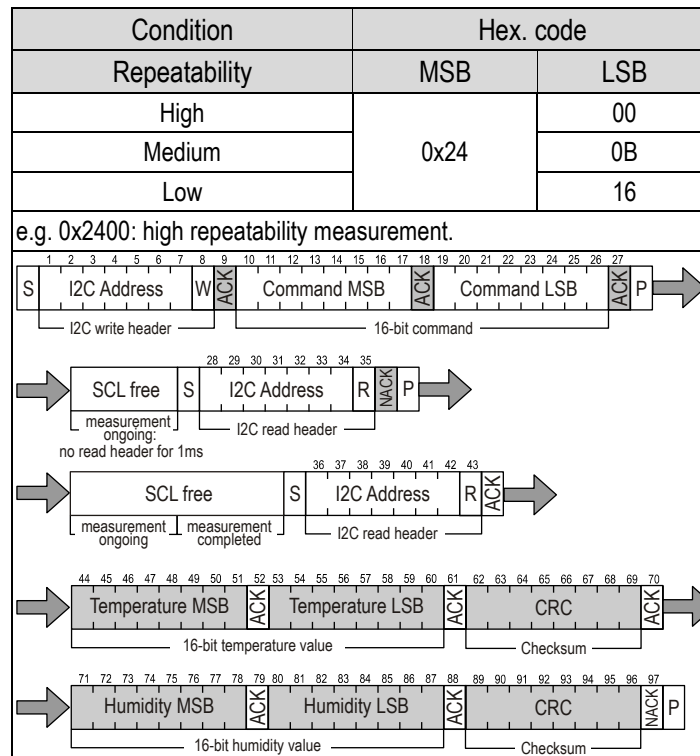 Condition Hex. code
Repeatability MSB LSB
High 00
Medium 0x24 0B
Low 16
e.g. 0x2400: high repeatability measurement.
1 2 3 4 5 6 7 8 9 10 11 12 13 14 15 16 17 18 19 20 21 22 23 24 25 26 27
S I2C Address W ACK Command MSB ACK Command LSB ACK P
I2C write header 16-bit command
28 29 30 31 32 33 34 35
SCL free S I2C Address R NACK P
measurement
ongoing:
no read header for 1ms
I2C read header
36 37 38 39 40 41 42 43
SCL free S I2C Address R ACK
measurement
ongoing
measurement
completed
I2C read header
44 45 46 47 48 49 50 51 52 53 54 55 56 57 58 59 60 61 62 63 64 65 66 67 68 69 70
Temperature MSB ACK Temperature LSB ACK CRC ACK
16-bit temperature value Checksum
71 72 73 74 75 76 77 78 79 80 81 82 83 84 85 86 87 88 89 90 91 92 93 94 95 96 97
Humidity MSB ACK Humidity LSB ACK CRC NACK P
16-bit humidity value Checksum